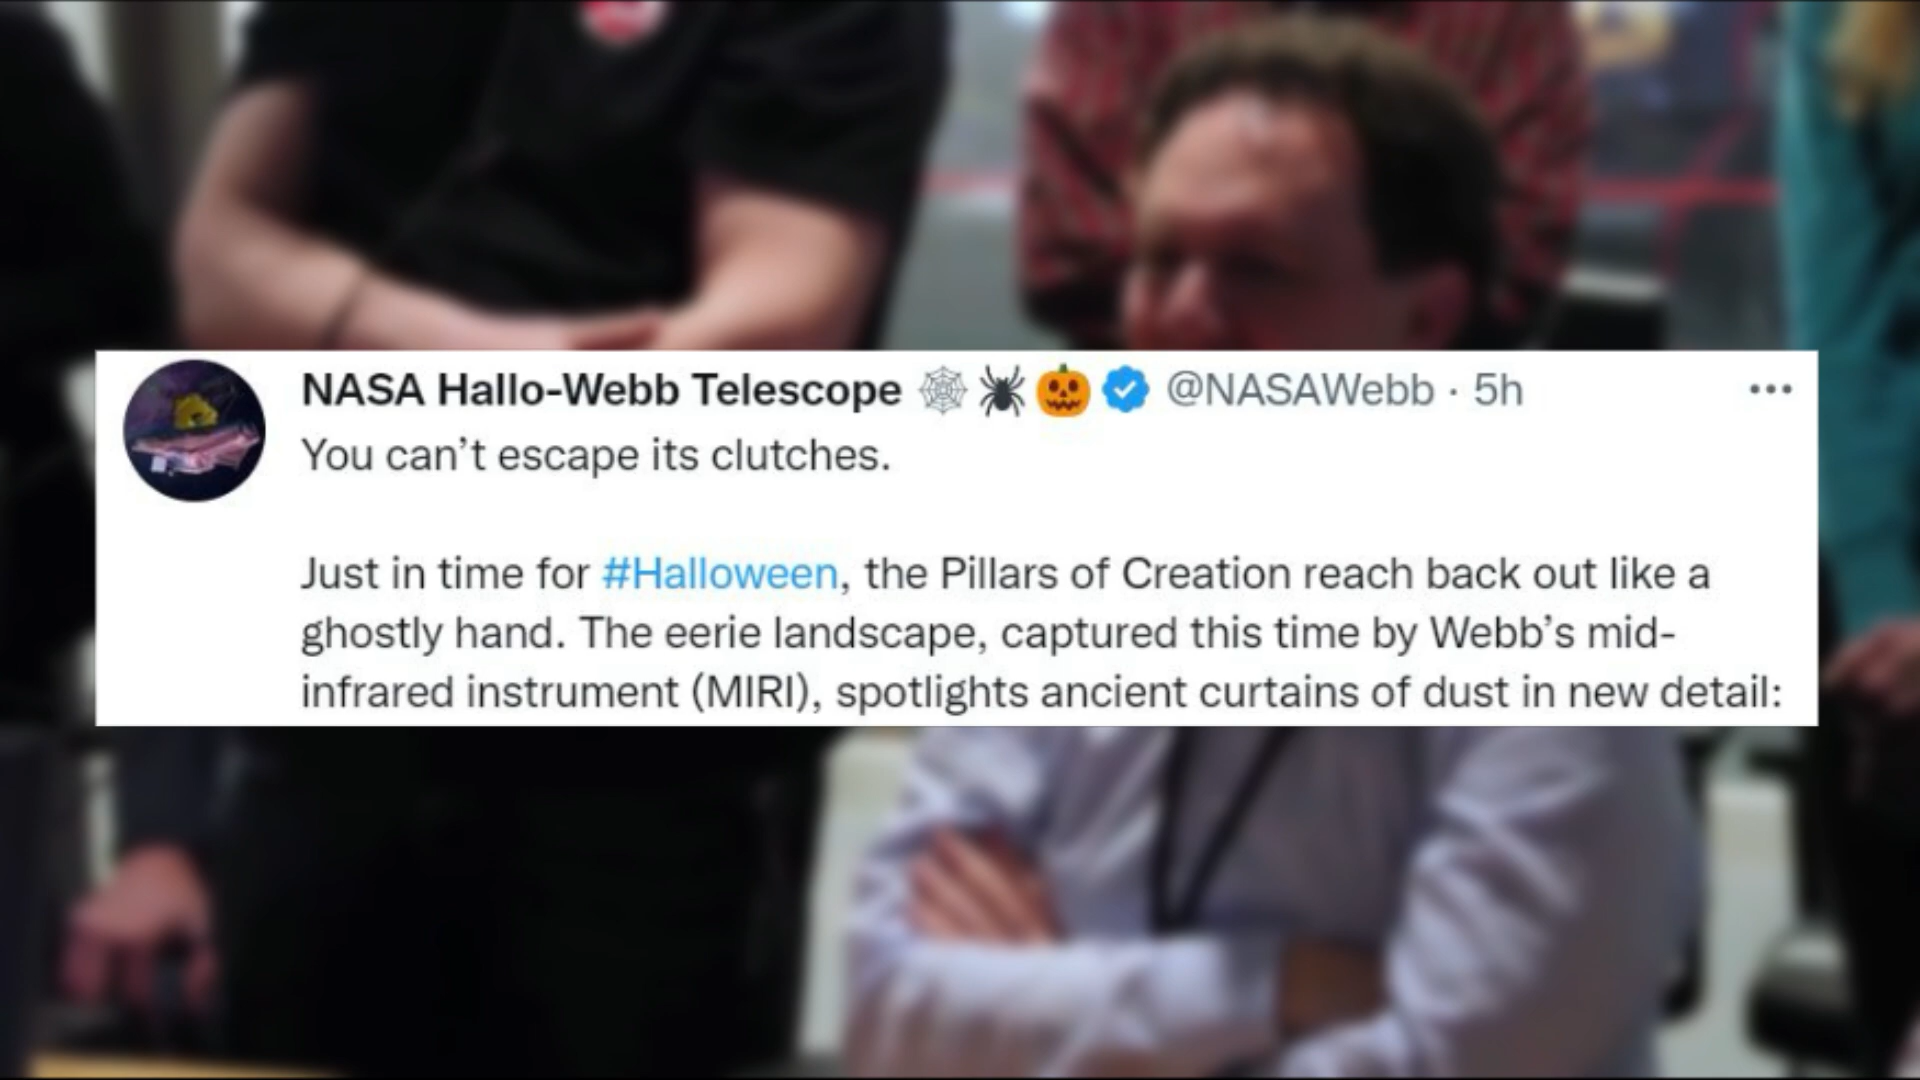 NASA Hallo-Webb Telescope 🕸️🕷️🎃 @NASAWebb · 5h
You can’t escape its clutches.
Just in time for #Halloween, the Pillars of Creation reach back out like a
ghostly hand. The eerie landscape, captured this time by Webb’s mid-
infrared instrument (MIRI), spotlights ancient curtains of dust in new detail: